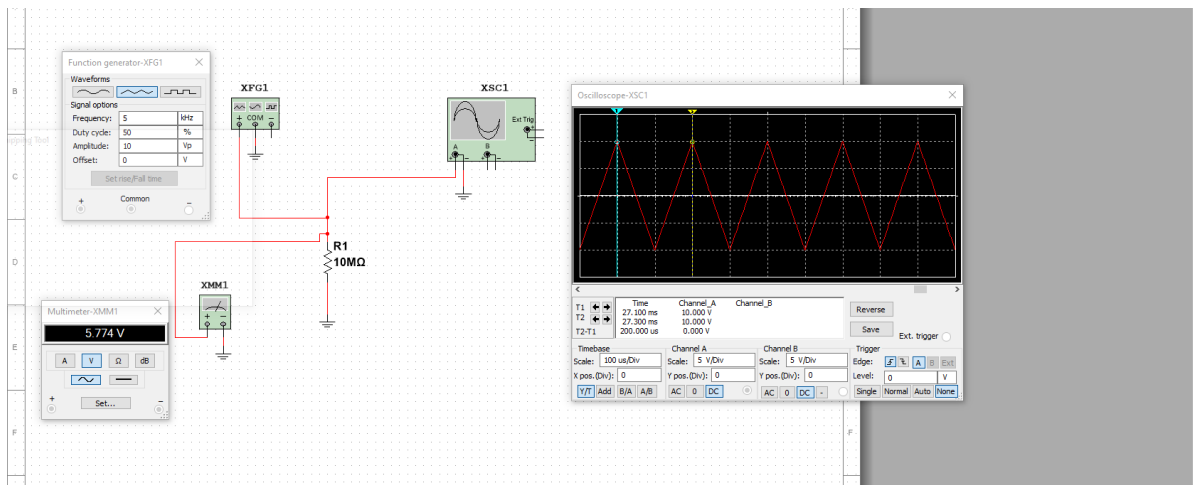 B
C
D
E
F
F
Function generator-XFG1
Waveforms
Signal options
Frequency: 5 kHz
Duty cycle: 50 %
Amplitude: 10 Vp
Offset: 0 V
Set rise/Fall time
+ Common −
XFG1
+ COM −
XSC1
Ext Trig
+
−
A B
+ − + −
R1
10MΩ
XMM1
+ −
Multimeter-XMM1
5.774 V
A V Ω dB
+ Set... −
Oscilloscope-XSC1
T1 T2
Time Channel_A Channel_B
T1 27.100 ms 10.000 V
T2 27.300 ms 10.000 V
T2-T1 200.000 us 0.000 V
Reverse
Save
Ext. trigger
Timebase
Scale: 100 us/Div
X pos.(Div): 0
Y/T Add B/A A/B
Channel A
Scale: 5 V/Div
Y pos.(Div): 0
AC 0 DC
Channel B
Scale: 5 V/Div
Y pos.(Div): 0
AC 0 DC -
Trigger
Edge: A B Ext
Level: 0 V
Single Normal Auto None